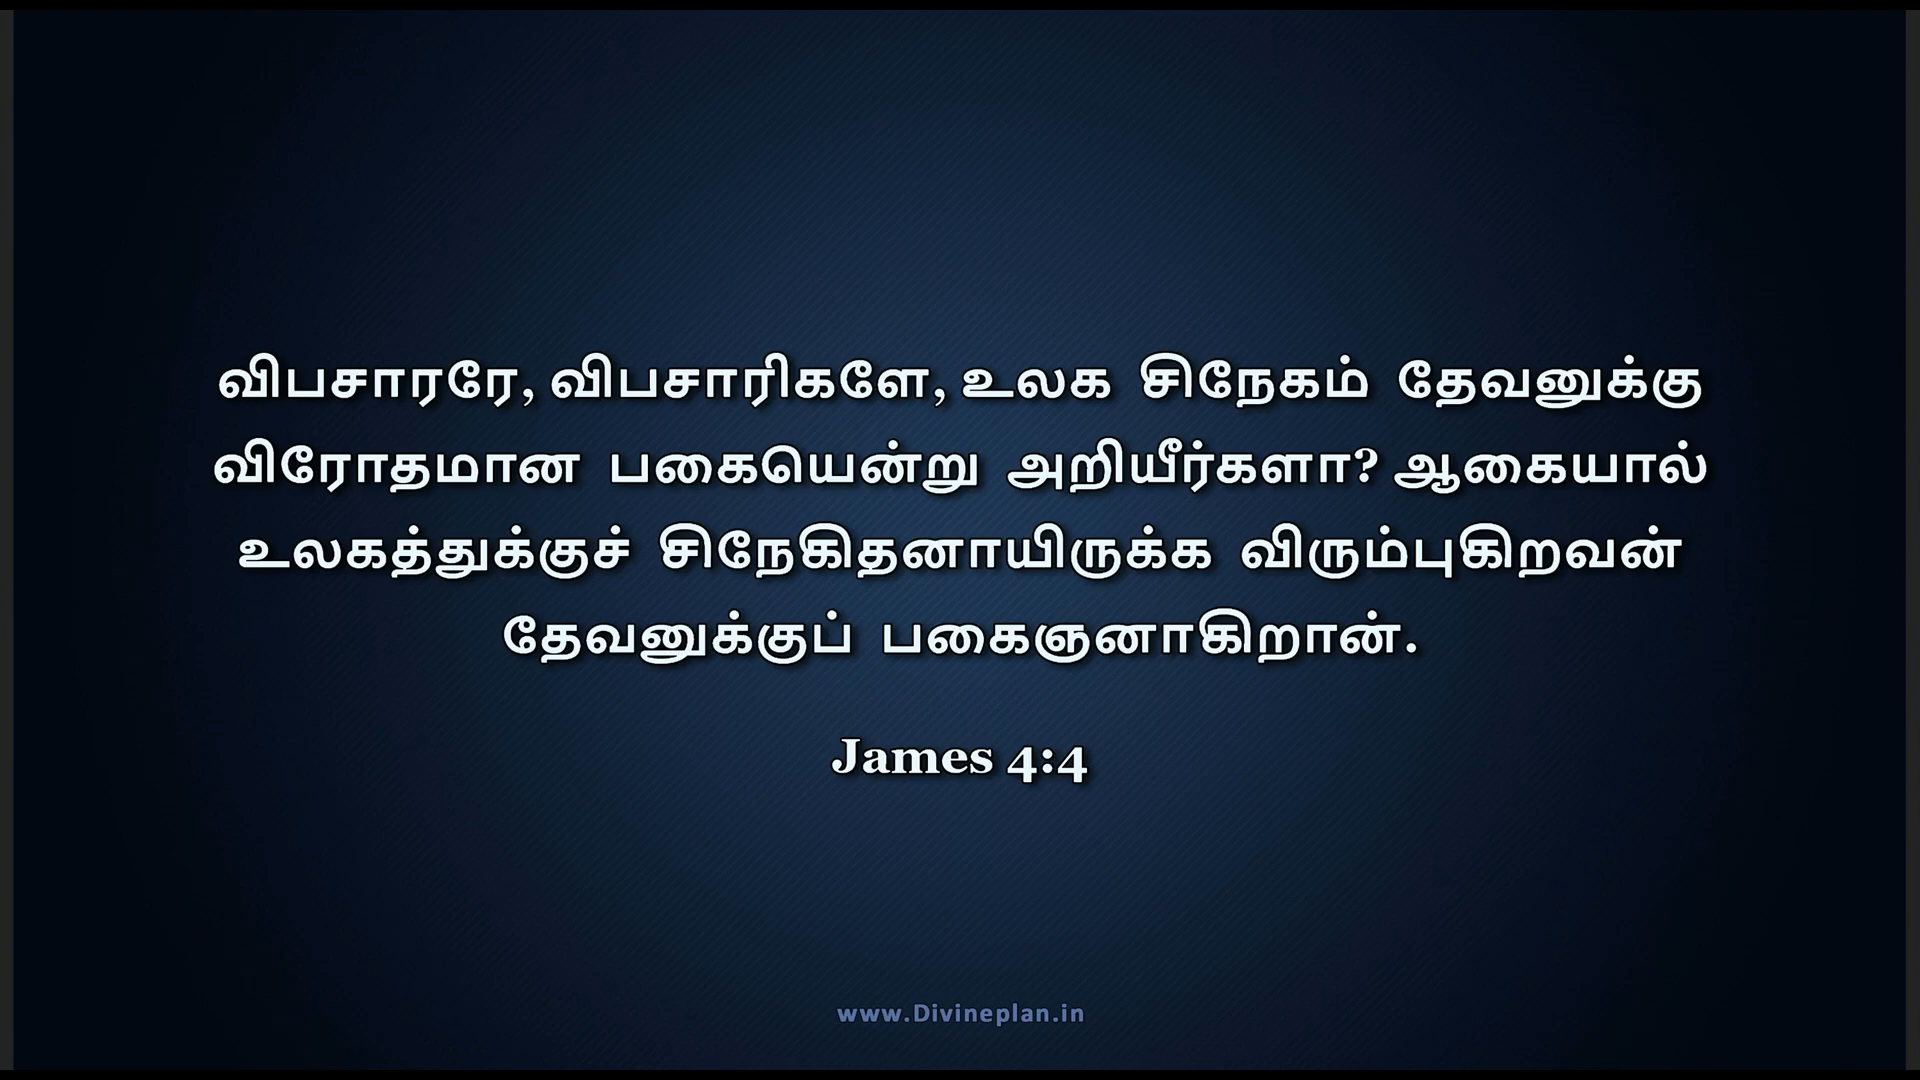 விபசாரரே, விபசாரிகளே, உலக சிநேகம் தேவனுக்கு
விரோதமான பகையென்று அறியீர்களா? ஆகையால்
உலகத்துக்குச் சிநேகிதனாயிருக்க விரும்புகிறவன்
தேவனுக்குப் பகைஞனாகிறான்.
James 4:4
www.Divineplan.in